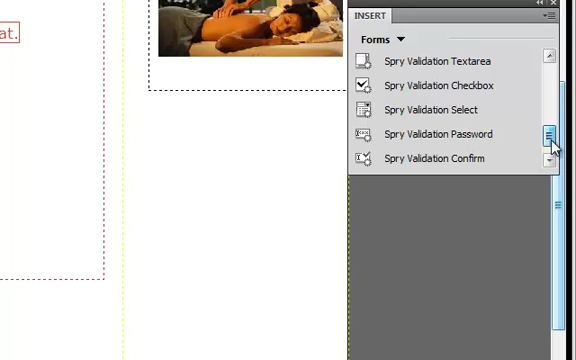 at.
INSERT
Forms
Spry Validation Textarea
Spry Validation Checkbox
Spry Validation Select
Spry Validation Password
Spry Validation Confirm